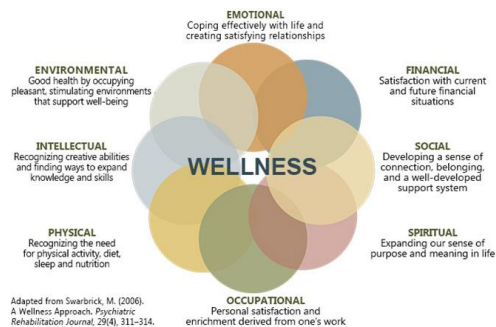 EMOTIONAL
Coping effectively with life and
creating satisfying relationships
ENVIRONMENTAL
Good health by occupying
pleasant, stimulating environments
that support well-being
FINANCIAL
Satisfaction with current
and future financial
situations
INTELLECTUAL
Recognizing creative abilities
and finding ways to expand
knowledge and skills
WELLNESS
SOCIAL
Developing a sense of
connection, belonging,
and a well-developed
support system
PHYSICAL
Recognizing the need
for physical activity, diet,
sleep and nutrition
SPIRITUAL
Expanding our sense of
purpose and meaning in life
OCCUPATIONAL
Personal satisfaction and
enrichment derived from one's work
Adapted from Swarbrick, M. (2006).
A Wellness Approach. Psychiatric
Rehabilitation Journal, 29(4), 311–314.